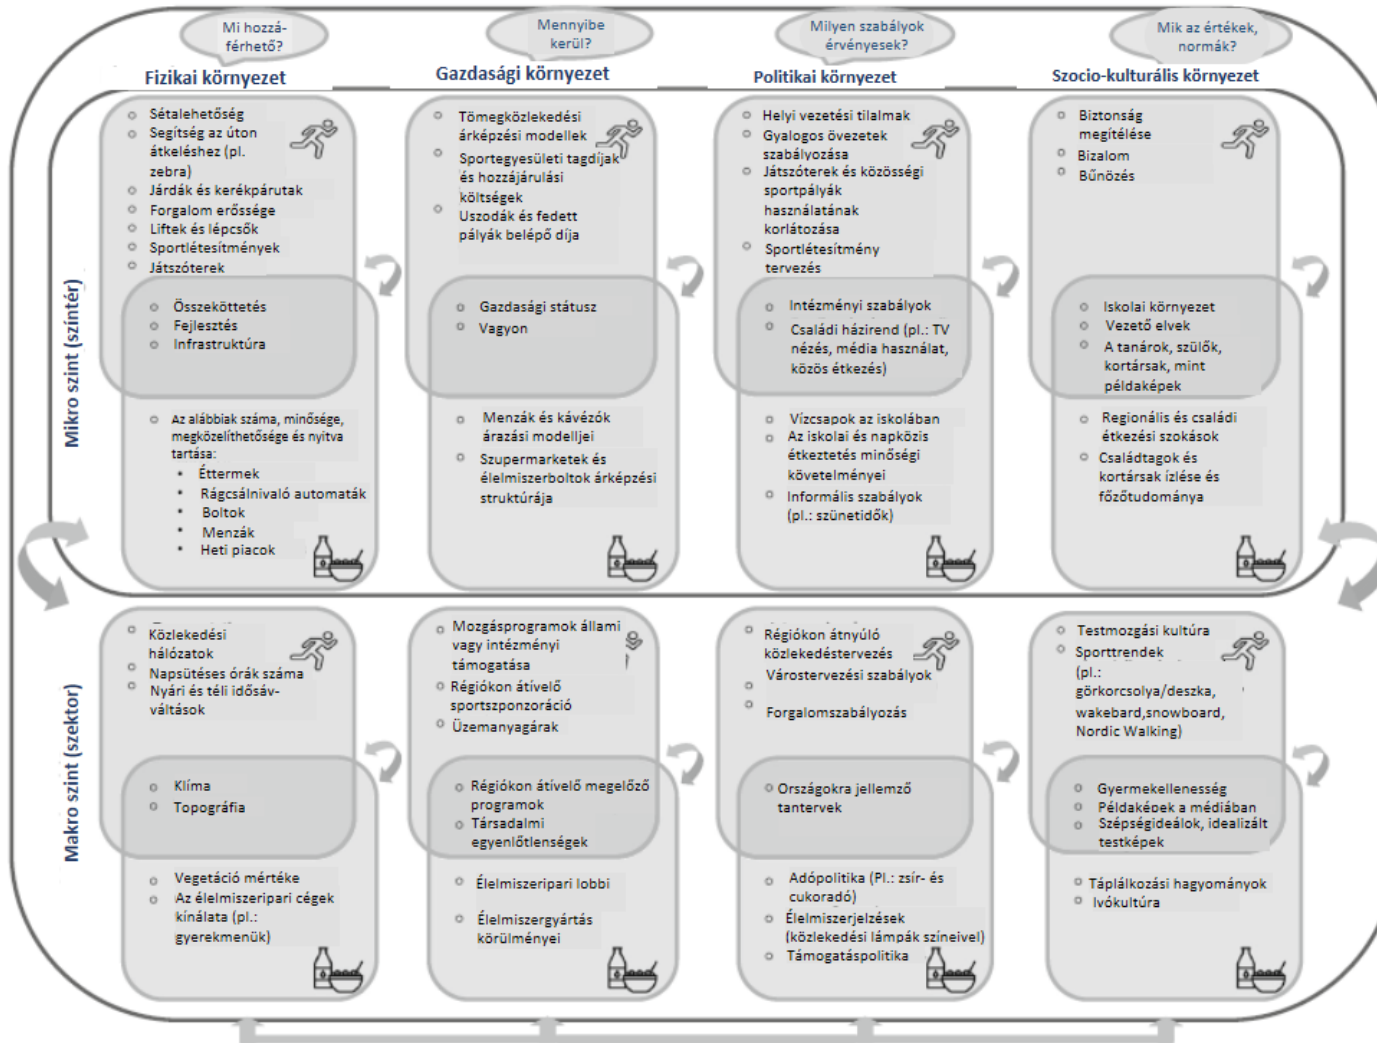 Mi hozzá-
férhető?
Mennyibe
kerül?
Milyen szabályok
érvényesek?
Mik az értékek,
normák?
Fizikai környezet
Gazdasági környezet
Politikai környezet
Szocio-kulturális környezet
Mikro szint (színtér)
Sétalehetőség
Segítség az úton
átkeléshez (pl.
zebra)
Járdák és kerékpárutak
Forgalom erőssége
Liftek és lépcsők
Sportlétesítmények
Játszóterek
Összeköttetés
Fejlesztés
Infrastruktúra
Az alábbiak száma, minősége,
megközelíthetősége és nyitva
tartása:
Éttermek
Rágcsálnivaló automaták
Boltok
Menzák
Heti piacok
Tömegközlekedési
árképzési modellek
Sportegyesületi tagdíjak
és hozzájárulási
költségek
Uszodák és fedett
pályák belépő díja
Gazdasági státusz
Vagyon
Menzák és kávézók
árazási modelljei
Szupermarketek és
élelmiszerboltok árképzési
struktúrája
Helyi vezetési tilalmak
Gyalogos övezetek
szabályozása
Játszóterek és közösségi
sportpályák
használatának
korlátozása
Sportlétesítmény
tervezés
Intézményi szabályok
Családi házirend (pl.: TV
nézés, média használat,
közös étkezés)
Vízcsapok az iskolában
Az iskolai és napközis
étkeztetés minőségi
követelményei
Informális szabályok
(pl.: szünetidők)
Biztonság
megítélése
Bizalom
Bűnözés
Iskolai környezet
Vezető elvek
A tanárok, szülők,
kortársak, mint
példaképek
Regionális és családi
étkezési szokások
Családtagok és
kortársak ízlése és
főzőtudománya
Makro szint (szektor)
Közlekedési
hálózatok
Napsütéses órák száma
Nyári és téli idősáv-
váltások
Klíma
Topográfia
Vegetáció mértéke
Az élelmiszeripari cégek
kínálata (pl.:
gyerekmenük)
Mozgásprogramok állami
vagy intézményi
támogatása
Régiókon átívelő
sportszponzoráció
Üzemanyagárak
Régiókon átívelő megelőző
programok
Társadalmi
egyenlőtlenségek
Élelmiszeripari lobbi
Élelmiszergyártás
körülményei
Régiókon átnyúló
közlekedéstervezés
Várostervezési szabályok
Forgalomszabályozás
Országokra jellemző
tantervek
Adópolitika (Pl.: zsír- és
cukoradó)
Élelmiszerjelzések
(közlekedési lámpák színeivel)
Támogatáspolitika
Testmozgási kultúra
Sporttrendek
(pl.:
görkorcsolya/deszka,
wakebard,snowboard,
Nordic Walking)
Gyermekellenesség
Példaképek a médiában
Szépségideálok, idealizált
testképek
Táplálkozási hagyományok
Ivókultúra